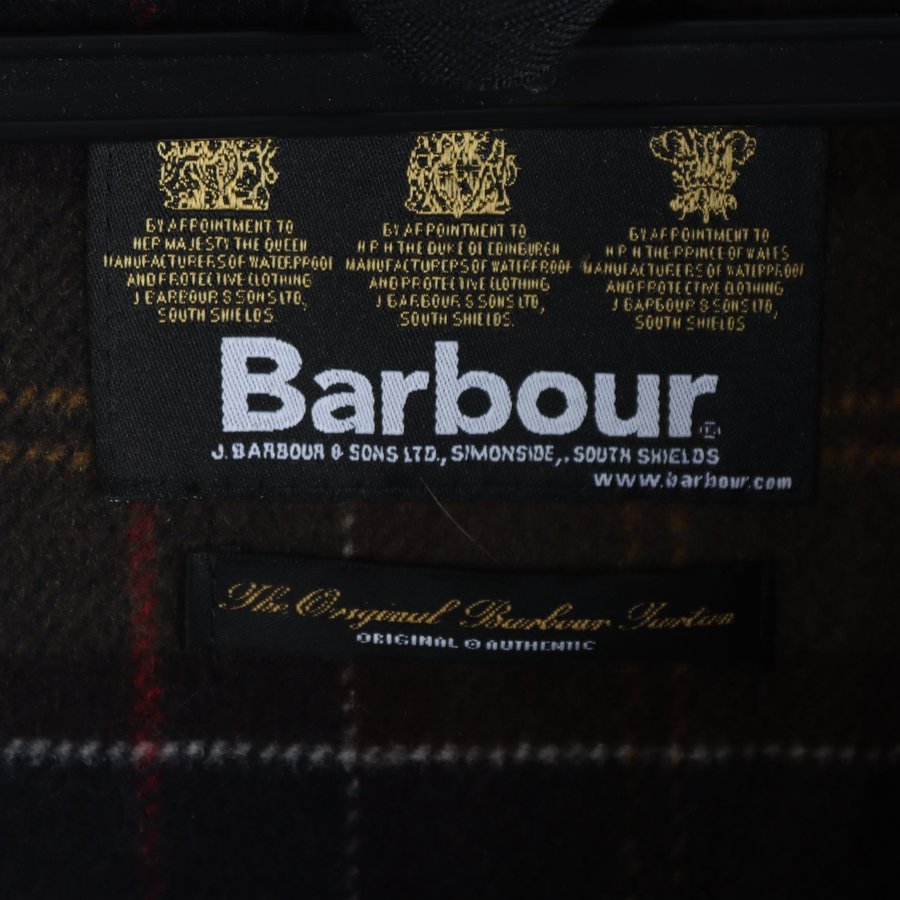 BY APPOINTMENT TO
HER MAJESTY THE QUEEN
MANUFACTURERS OF WATERPROOF
AND PROTECTIVE CLOTHING
J. BARBOUR & SONS LTD,
SOUTH SHIELDS.
BY APPOINTMENT TO
H R H THE DUKE OF EDINBURGH
MANUFACTURERS OF WATERPROOF
AND PROTECTIVE CLOTHING
J BARBOUR & SONS LTD,
SOUTH SHIELDS.
BY APPOINTMENT TO
H R H THE PRINCE OF WALES
MANUFACTURERS OF WATERPROOF
AND PROTECTIVE CLOTHING
J BARBOUR & SONS LTD,
SOUTH SHIELDS
Barbour
J. BARBOUR & SONS LTD., SIMONSIDE,. SOUTH SHIELDS
www.barbour.com
The Original Barbour Tartan
ORIGINAL & AUTHENTIC